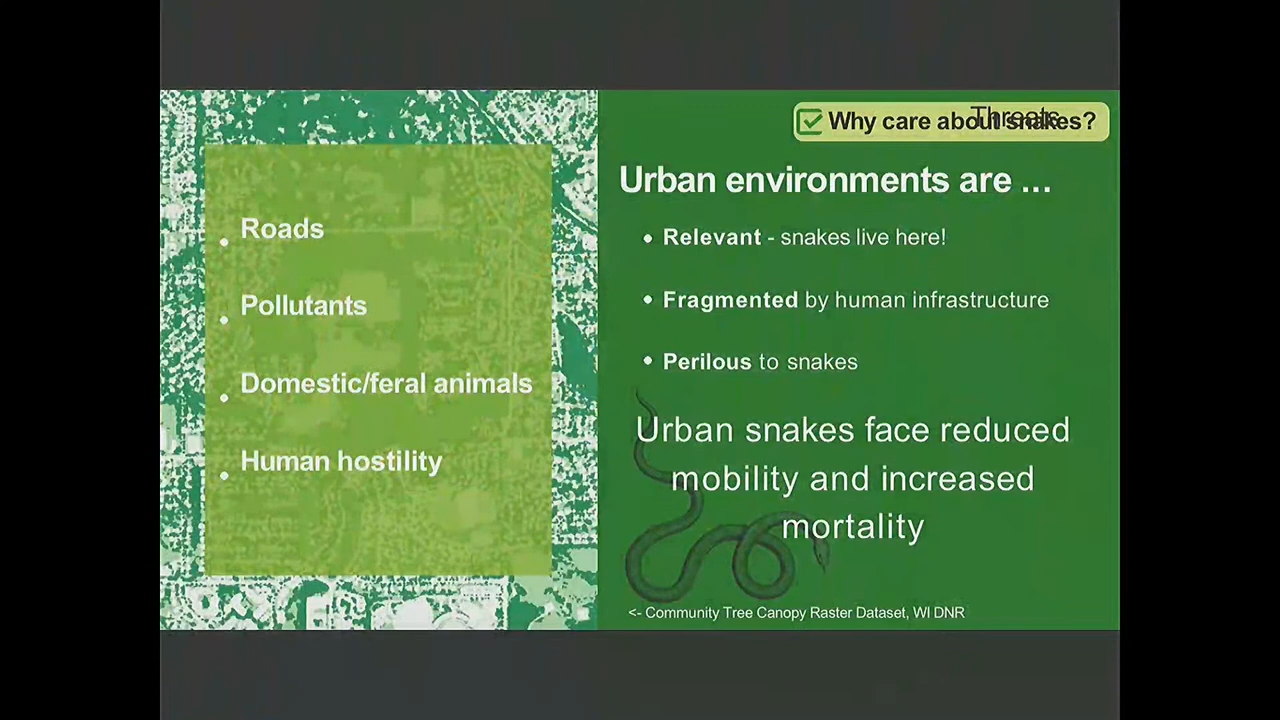 Threats
Why care about snakes?
Urban environments are ...
• Roads
• Pollutants
• Domestic/feral animals
• Human hostility
• Relevant - snakes live here!
• Fragmented by human infrastructure
• Perilous to snakes
Urban snakes face reduced
mobility and increased
mortality
<- Community Tree Canopy Raster Dataset, WI DNR